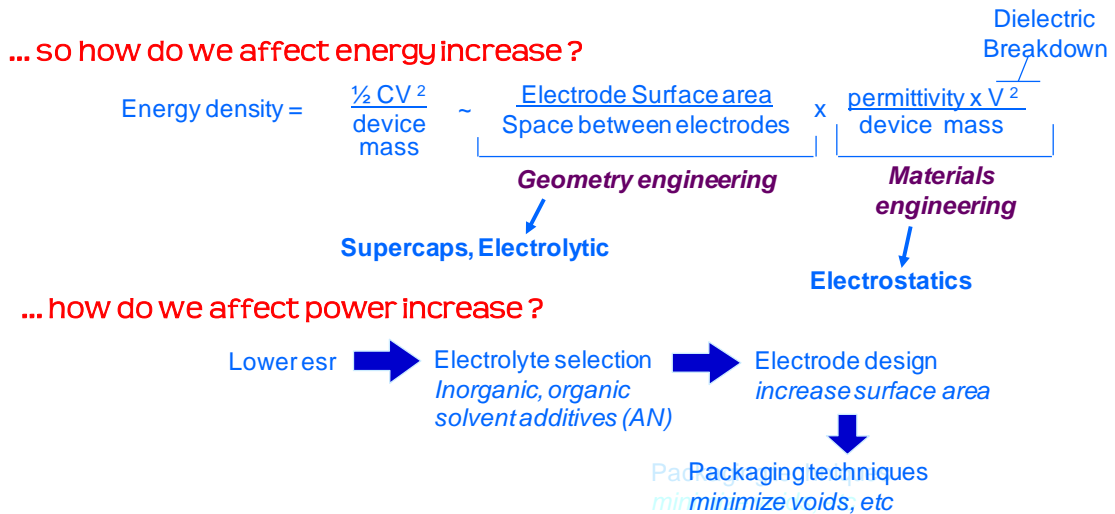 Dielectric
Breakdown
... so how do we affect energy increase ?
Energy density = ½ CV ² / device mass ~ Electrode Surface area / Space between electrodes x permittivity x V ² / device mass
Geometry engineering
Materials
engineering
Supercaps, Electrolytic
Electrostatics
... how do we affect power increase ?
Lower esr
Electrolyte selection
Inorganic, organic
solvent additives (AN)
Electrode design
increase surface area
Packaging techniques
minimize voids, etc